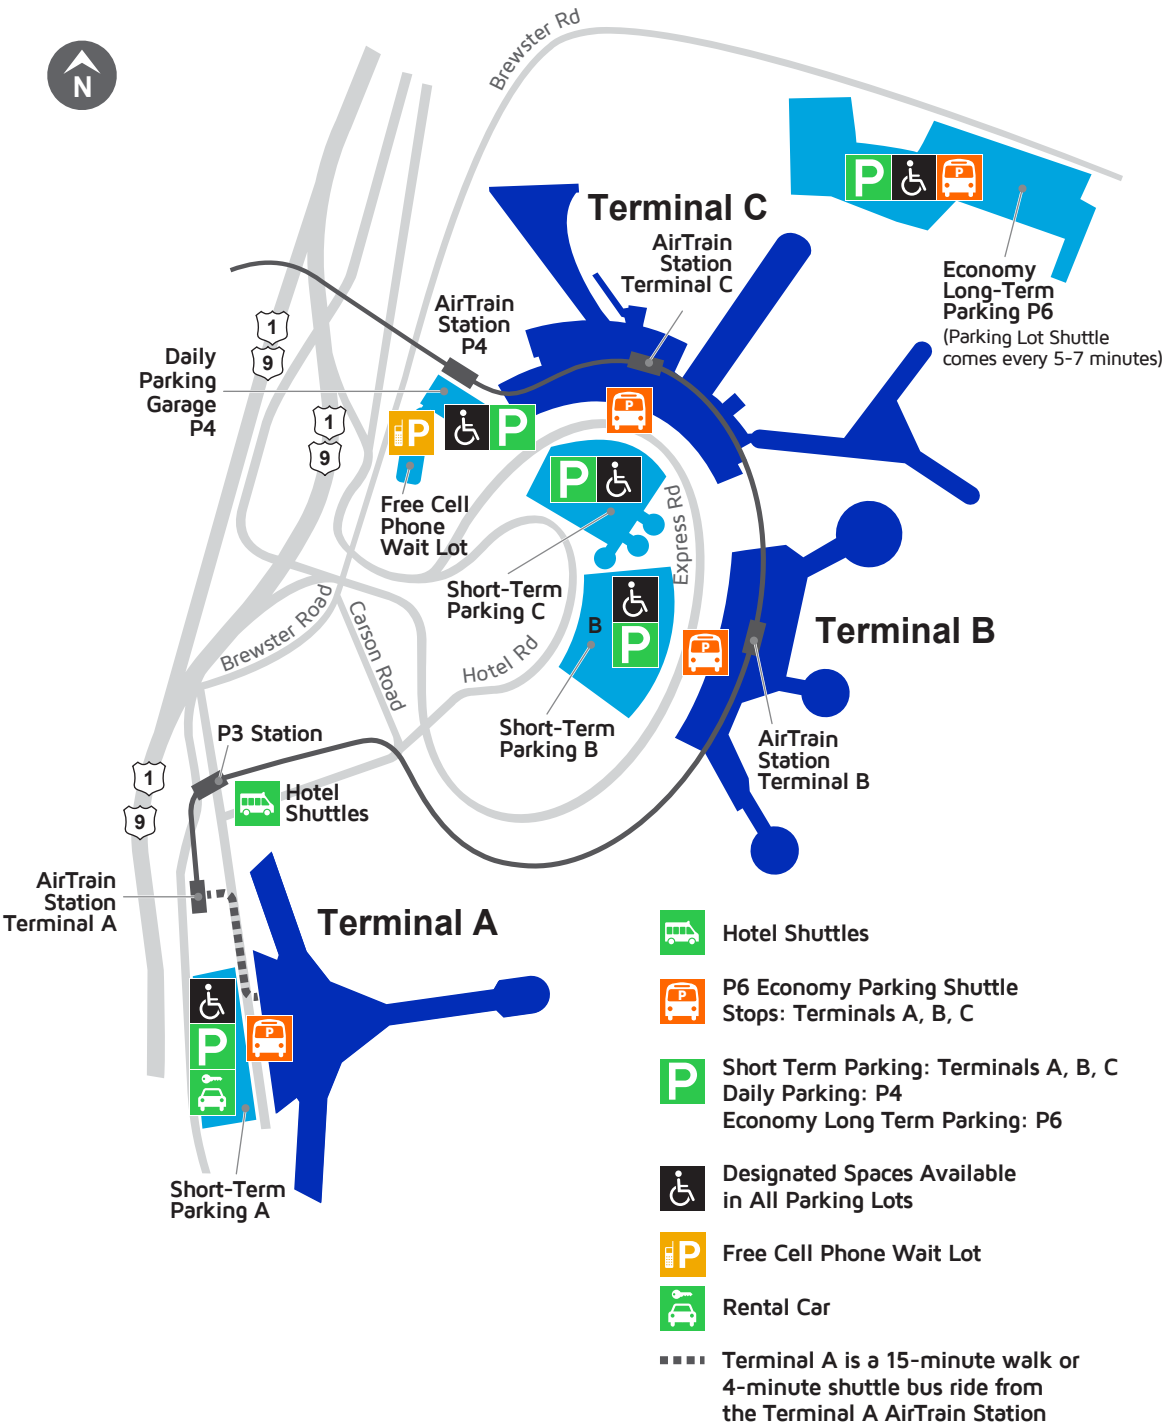 N
Brewster Rd
Terminal C
AirTrain
Station
Terminal C
P
P
Economy
Long-Term
Parking P6
(Parking Lot Shuttle
comes every 5-7 minutes)
AirTrain
Station
P4
1
9
Daily
Parking
Garage
P4
1
9
P
P
P
P
Free Cell
Phone
Wait Lot
Express Rd
Short-Term
Parking C
B
P
P
Terminal B
Brewster Road
Carson Road
Hotel Rd
Short-Term
Parking B
AirTrain
Station
Terminal B
P3 Station
1
9
Hotel
Shuttles
AirTrain
Station
Terminal A
Terminal A
P
P
Short-Term
Parking A
Hotel Shuttles
P
P6 Economy Parking Shuttle
Stops: Terminals A, B, C
P
Short Term Parking: Terminals A, B, C
Daily Parking: P4
Economy Long Term Parking: P6
Designated Spaces Available
in All Parking Lots
P
Free Cell Phone Wait Lot
Rental Car
Terminal A is a 15-minute walk or
4-minute shuttle bus ride from
the Terminal A AirTrain Station